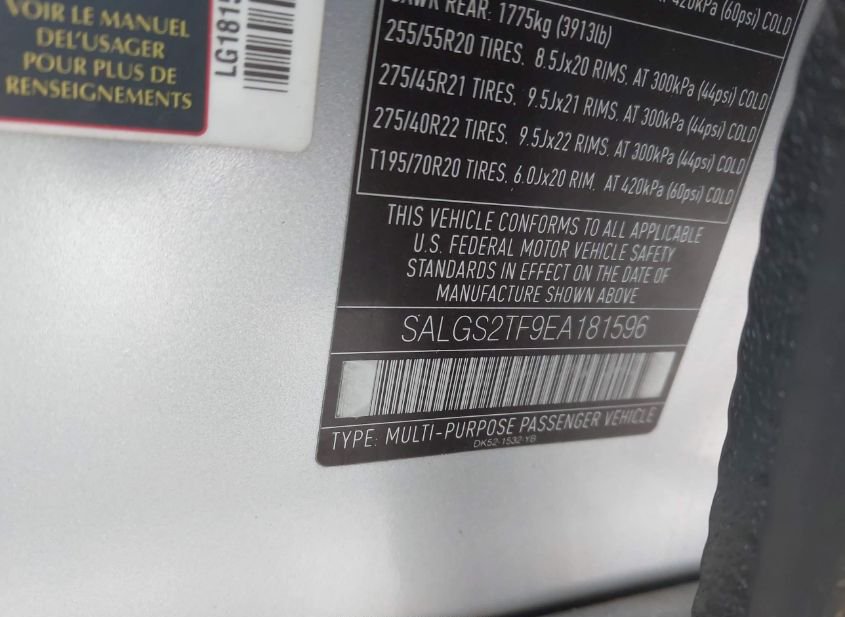 VOIR LE MANUEL
DEL'USAGER
POUR PLUS DE
RENSEIGNEMENTS
LG1815
420kPa (60psi) COLD
REAR: 1775kg (3913lb)
255/55R20 TIRES, 8.5Jx20 RIMS, AT 300kPa (44psi) COLD
275/45R21 TIRES, 9.5Jx21 RIMS, AT 300kPa (44psi) COLD
275/40R22 TIRES, 9.5Jx22 RIMS, AT 300kPa (44psi) COLD
T195/70R20 TIRES, 6.0Jx20 RIM, AT 420kPa (60psi) COLD
THIS VEHICLE CONFORMS TO ALL APPLICABLE
U.S. FEDERAL MOTOR VEHICLE SAFETY
STANDARDS IN EFFECT ON THE DATE OF
MANUFACTURE SHOWN ABOVE
SALGS2TF9EA181596
TYPE: MULTI-PURPOSE PASSENGER VEHICLE
DK52-1532-YB